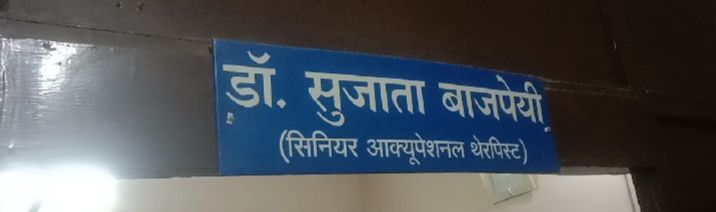 डॉ. सुजाता बाजपेयी
(सिनियर आक्यूपेशनल थेरपिस्ट)